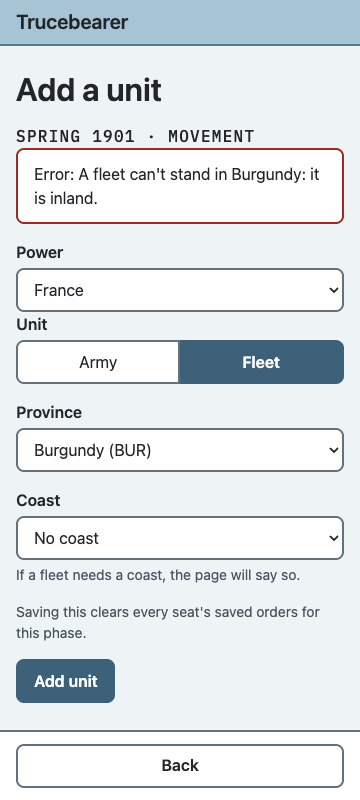 Trucebearer
Add a unit
SPRING 1901 · MOVEMENT
Error: A fleet can't stand in Burgundy: it
is inland.
Power
France
Unit
Army
Fleet
Province
Burgundy (BUR)
Coast
No coast
If a fleet needs a coast, the page will say so.
Saving this clears every seat's saved orders for
this phase.
Add unit
Back